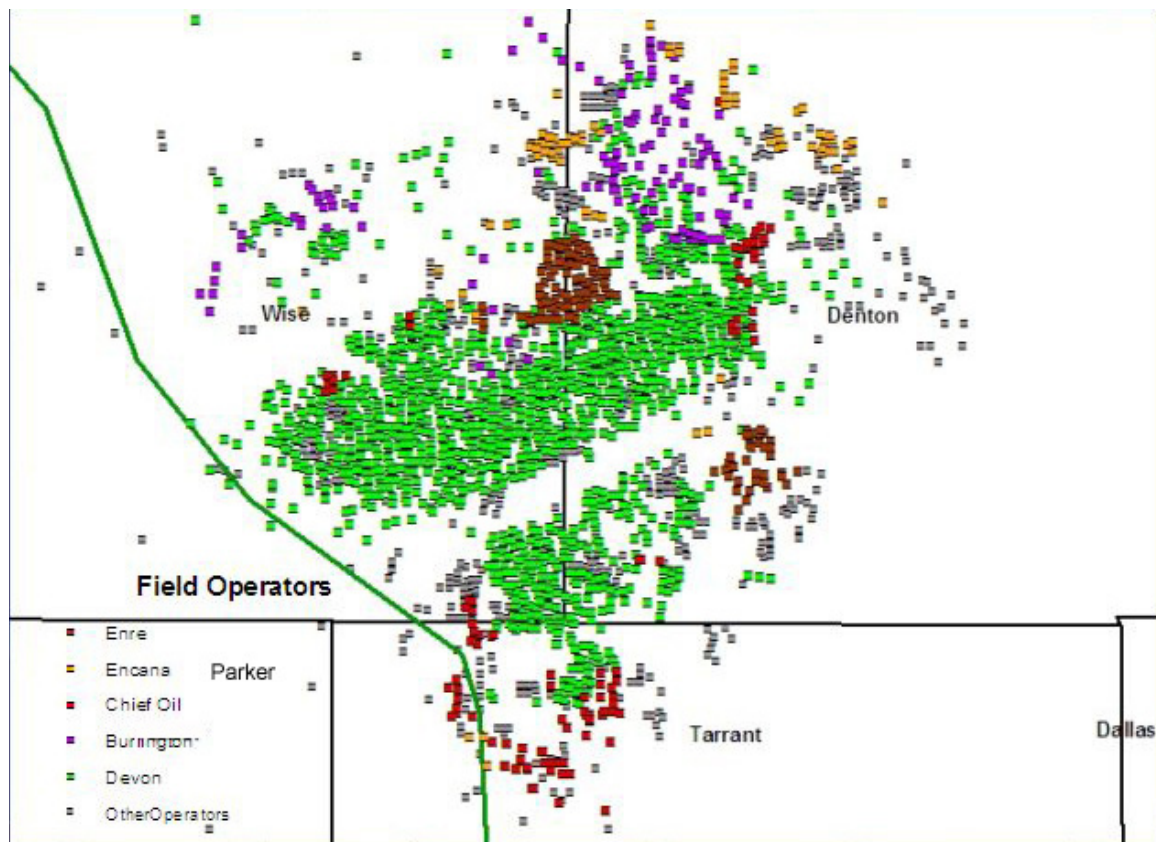 Wise
Denton
Field Operators
Enre
Encana
Parker
Chief Oil
Burlington
Tarrant
Dallas
Devon
OtherOperators